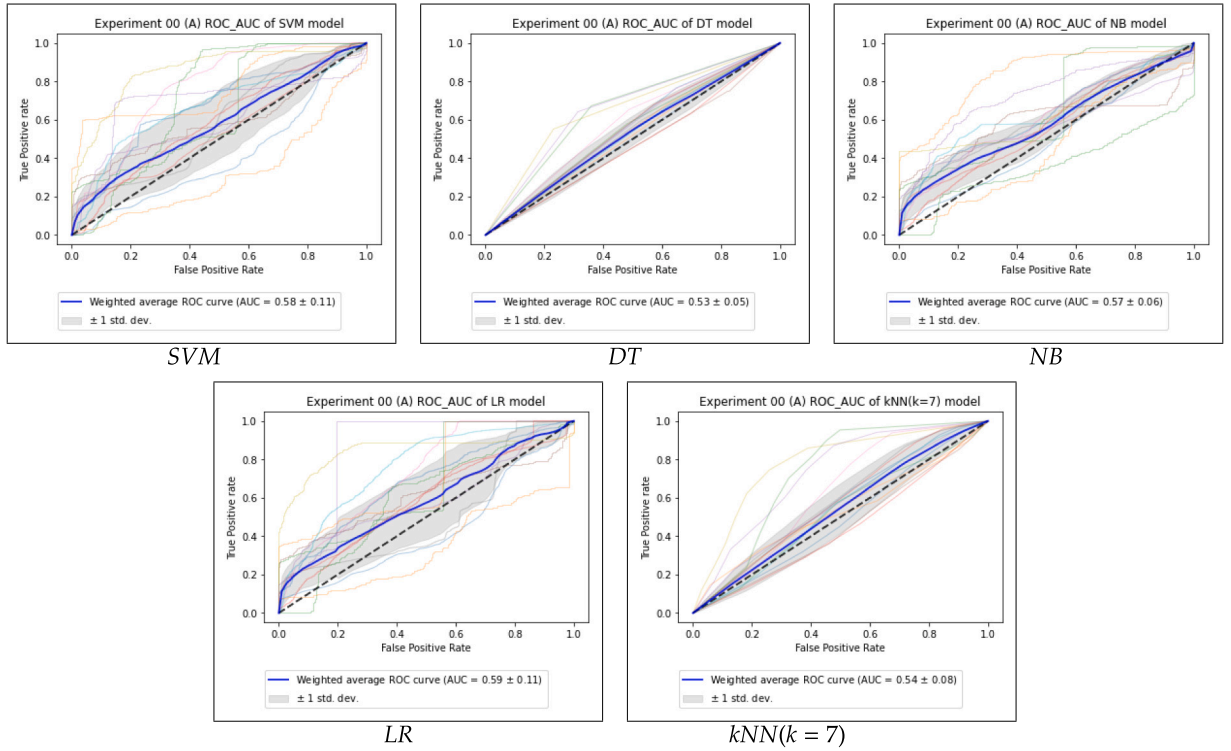 Experiment 00 (A) ROC_AUC of SVM model
True Positive rate
1.0
0.8
0.6
0.4
0.2
0.0
0.0 0.2 0.4 0.6 0.8 1.0
False Positive Rate
Weighted average ROC curve (AUC = 0.58 ± 0.11)
± 1 std. dev.
SVM
Experiment 00 (A) ROC_AUC of DT model
True Positive rate
1.0
0.8
0.6
0.4
0.2
0.0
0.0 0.2 0.4 0.6 0.8 1.0
False Positive Rate
Weighted average ROC curve (AUC = 0.53 ± 0.05)
± 1 std. dev.
DT
Experiment 00 (A) ROC_AUC of NB model
True Positive rate
1.0
0.8
0.6
0.4
0.2
0.0
0.0 0.2 0.4 0.6 0.8 1.0
False Positive Rate
Weighted average ROC curve (AUC = 0.57 ± 0.06)
± 1 std. dev.
NB
Experiment 00 (A) ROC_AUC of LR model
True Positive rate
1.0
0.8
0.6
0.4
0.2
0.0
0.0 0.2 0.4 0.6 0.8 1.0
False Positive Rate
Weighted average ROC curve (AUC = 0.59 ± 0.11)
± 1 std. dev.
LR
Experiment 00 (A) ROC_AUC of kNN(k=7) model
True Positive rate
1.0
0.8
0.6
0.4
0.2
0.0
0.0 0.2 0.4 0.6 0.8 1.0
False Positive Rate
Weighted average ROC curve (AUC = 0.54 ± 0.08)
± 1 std. dev.
kNN(k = 7)